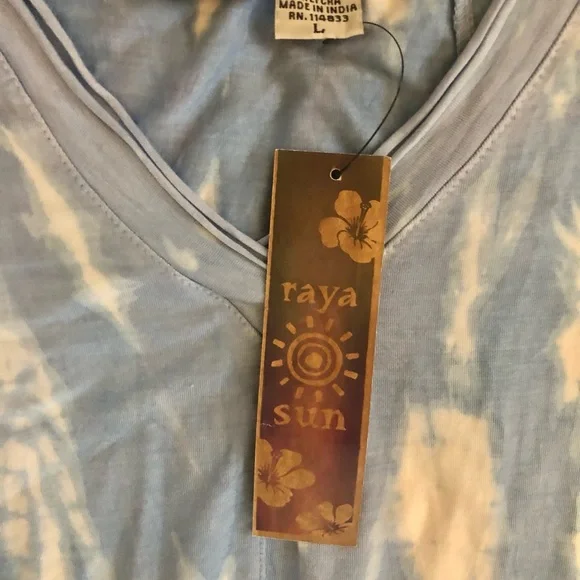 MADE IN INDIA
RN. 114833
L
raya
sun